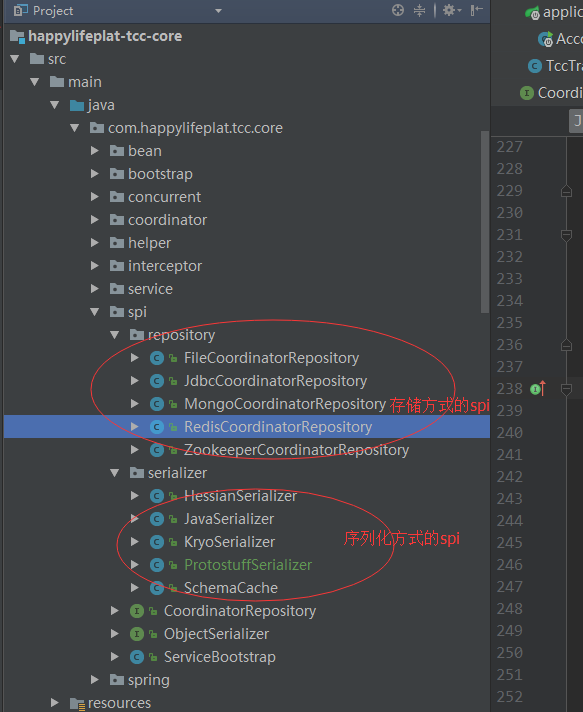 Project
happylifeplat-tcc-core
src
main
java
com.happylifeplat.tcc.core
bean
bootstrap
concurrent
coordinator
helper
interceptor
service
spi
repository
FileCoordinatorRepository
JdbcCoordinatorRepository
MongoCoordinatorRepository 存储方式的spi
RedisCoordinatorRepository
ZookeeperCoordinatorRepository
serializer
HessianSerializer
JavaSerializer
KryoSerializer 序列化方式的spi
ProtostuffSerializer
SchemaCache
CoordinatorRepository
ObjectSerializer
ServiceBootstrap
spring
resources
applic
Acco
TccTra
Coordi
J
227
228
229
230
231
232
233
234
235
236
237
238
239
240
241
242
243
244
245
246
247
248
249
250
251
252